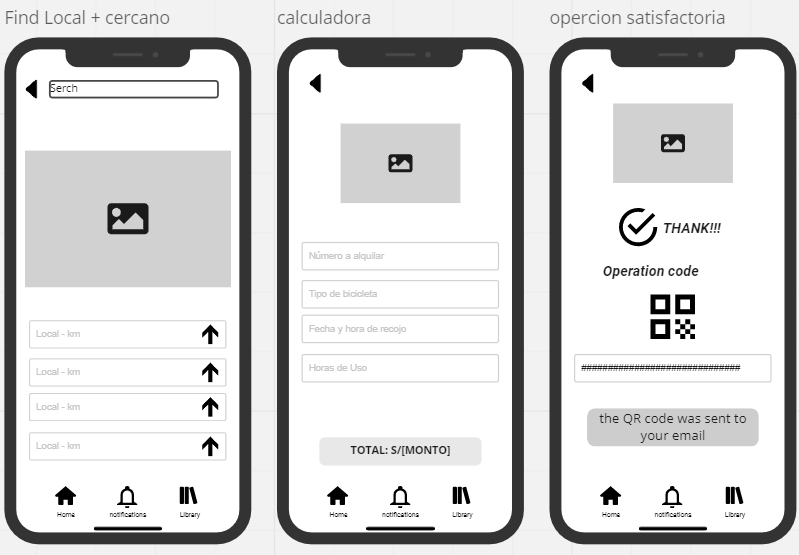 Find Local + cercano
Serch
Local - km
Local - km
Local - km
Local - km
Home
notifications
Library
calculadora
Número a alquilar
Tipo de bicicleta
Fecha y hora de recojo
Horas de Uso
TOTAL: S/[MONTO]
Home
notifications
Library
opercion satisfactoria
THANK!!!
Operation code
##############################
the QR code was sent to
your email
Home
notifications
Library